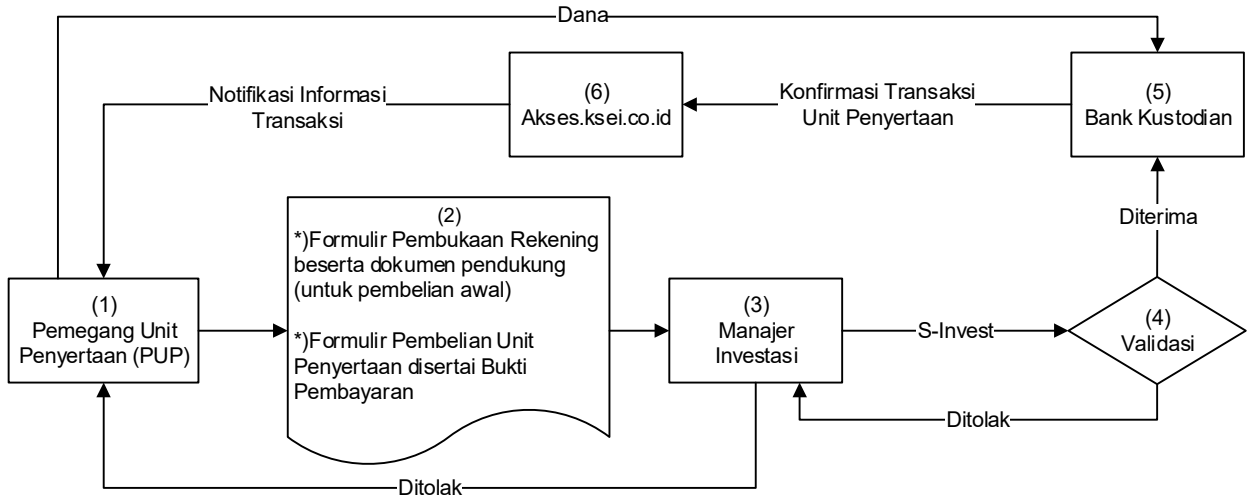 Dana
Notifikasi Informasi
Transaksi
(6)
Akses.ksei.co.id
Konfirmasi Transaksi
Unit Penyertaan
(5)
Bank Kustodian
Diterima
(1)
Pemegang Unit
Penyertaan (PUP)
(2)
*)Formulir Pembukaan Rekening
beserta dokumen pendukung
(untuk pembelian awal)
*)Formulir Pembelian Unit
Penyertaan disertai Bukti
Pembayaran
(3)
Manajer
Investasi
S-Invest
(4)
Validasi
Ditolak
Ditolak